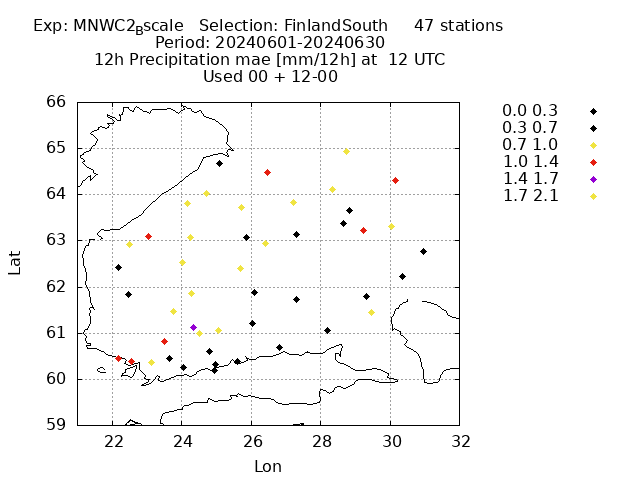 Exp: MNWC2Bscale   Selection: FinlandSouth     47 stations
Period: 20240601-20240630
12h Precipitation mae [mm/12h] at  12 UTC
Used 00 + 12-00
66
65
64
63
62
61
60
59
22 24 26 28 30 32
Lat
Lon
0.0 0.3
0.3 0.7
0.7 1.0
1.0 1.4
1.4 1.7
1.7 2.1